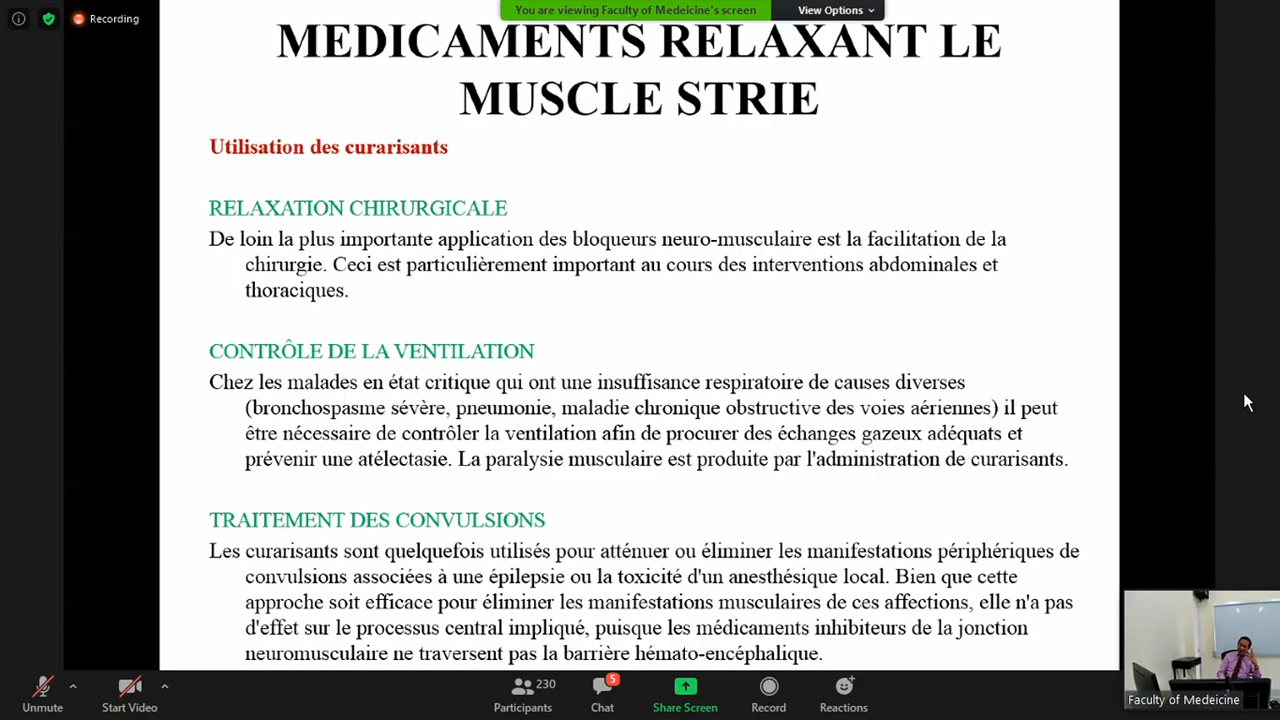 Recording
You are viewing Faculty of Medeicine's screen
View Options
MEDICAMENTS RELAXANT LE
MUSCLE STRIE
Utilisation des curarisants
RELAXATION CHIRURGICALE
De loin la plus importante application des bloqueurs neuro-musculaire est la facilitation de la
chirurgie. Ceci est particulièrement important au cours des interventions abdominales et
thoraciques.
CONTRÔLE DE LA VENTILATION
Chez les malades en état critique qui ont une insuffisance respiratoire de causes diverses
(bronchospasme sévère, pneumonie, maladie chronique obstructive des voies aériennes) il peut
être nécessaire de contrôler la ventilation afin de procurer des échanges gazeux adéquats et
prévenir une atélectasie. La paralysie musculaire est produite par l'administration de curarisants.
TRAITEMENT DES CONVULSIONS
Les curarisants sont quelquefois utilisés pour atténuer ou éliminer les manifestations périphériques de
convulsions associées à une épilepsie ou la toxicité d'un anesthésique local. Bien que cette
approche soit efficace pour éliminer les manifestations musculaires de ces affections, elle n'a pas
d'effet sur le processus central impliqué, puisque les médicaments inhibiteurs de la jonction
neuromusculaire ne traversent pas la barrière hémato-encéphalique.
Faculty of Medeicine
Unmute
Start Video
230
Participants
5
Chat
Share Screen
Record
Reactions